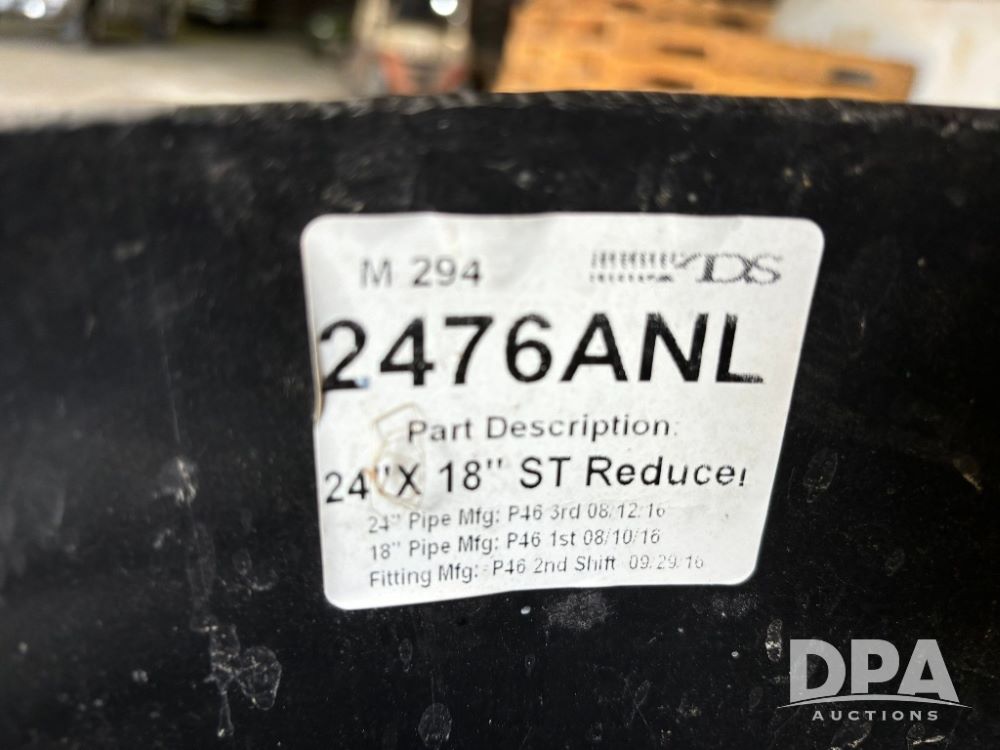 M 294
ADS
2476ANL
Part Description:
24" X 18" ST Reducer
24" Pipe Mfg: P46 3rd 08/12/16
18" Pipe Mfg: P46 1st 08/10/16
Fitting Mfg: P46 2nd Shift 09/29/16
DPA
AUCTIONS